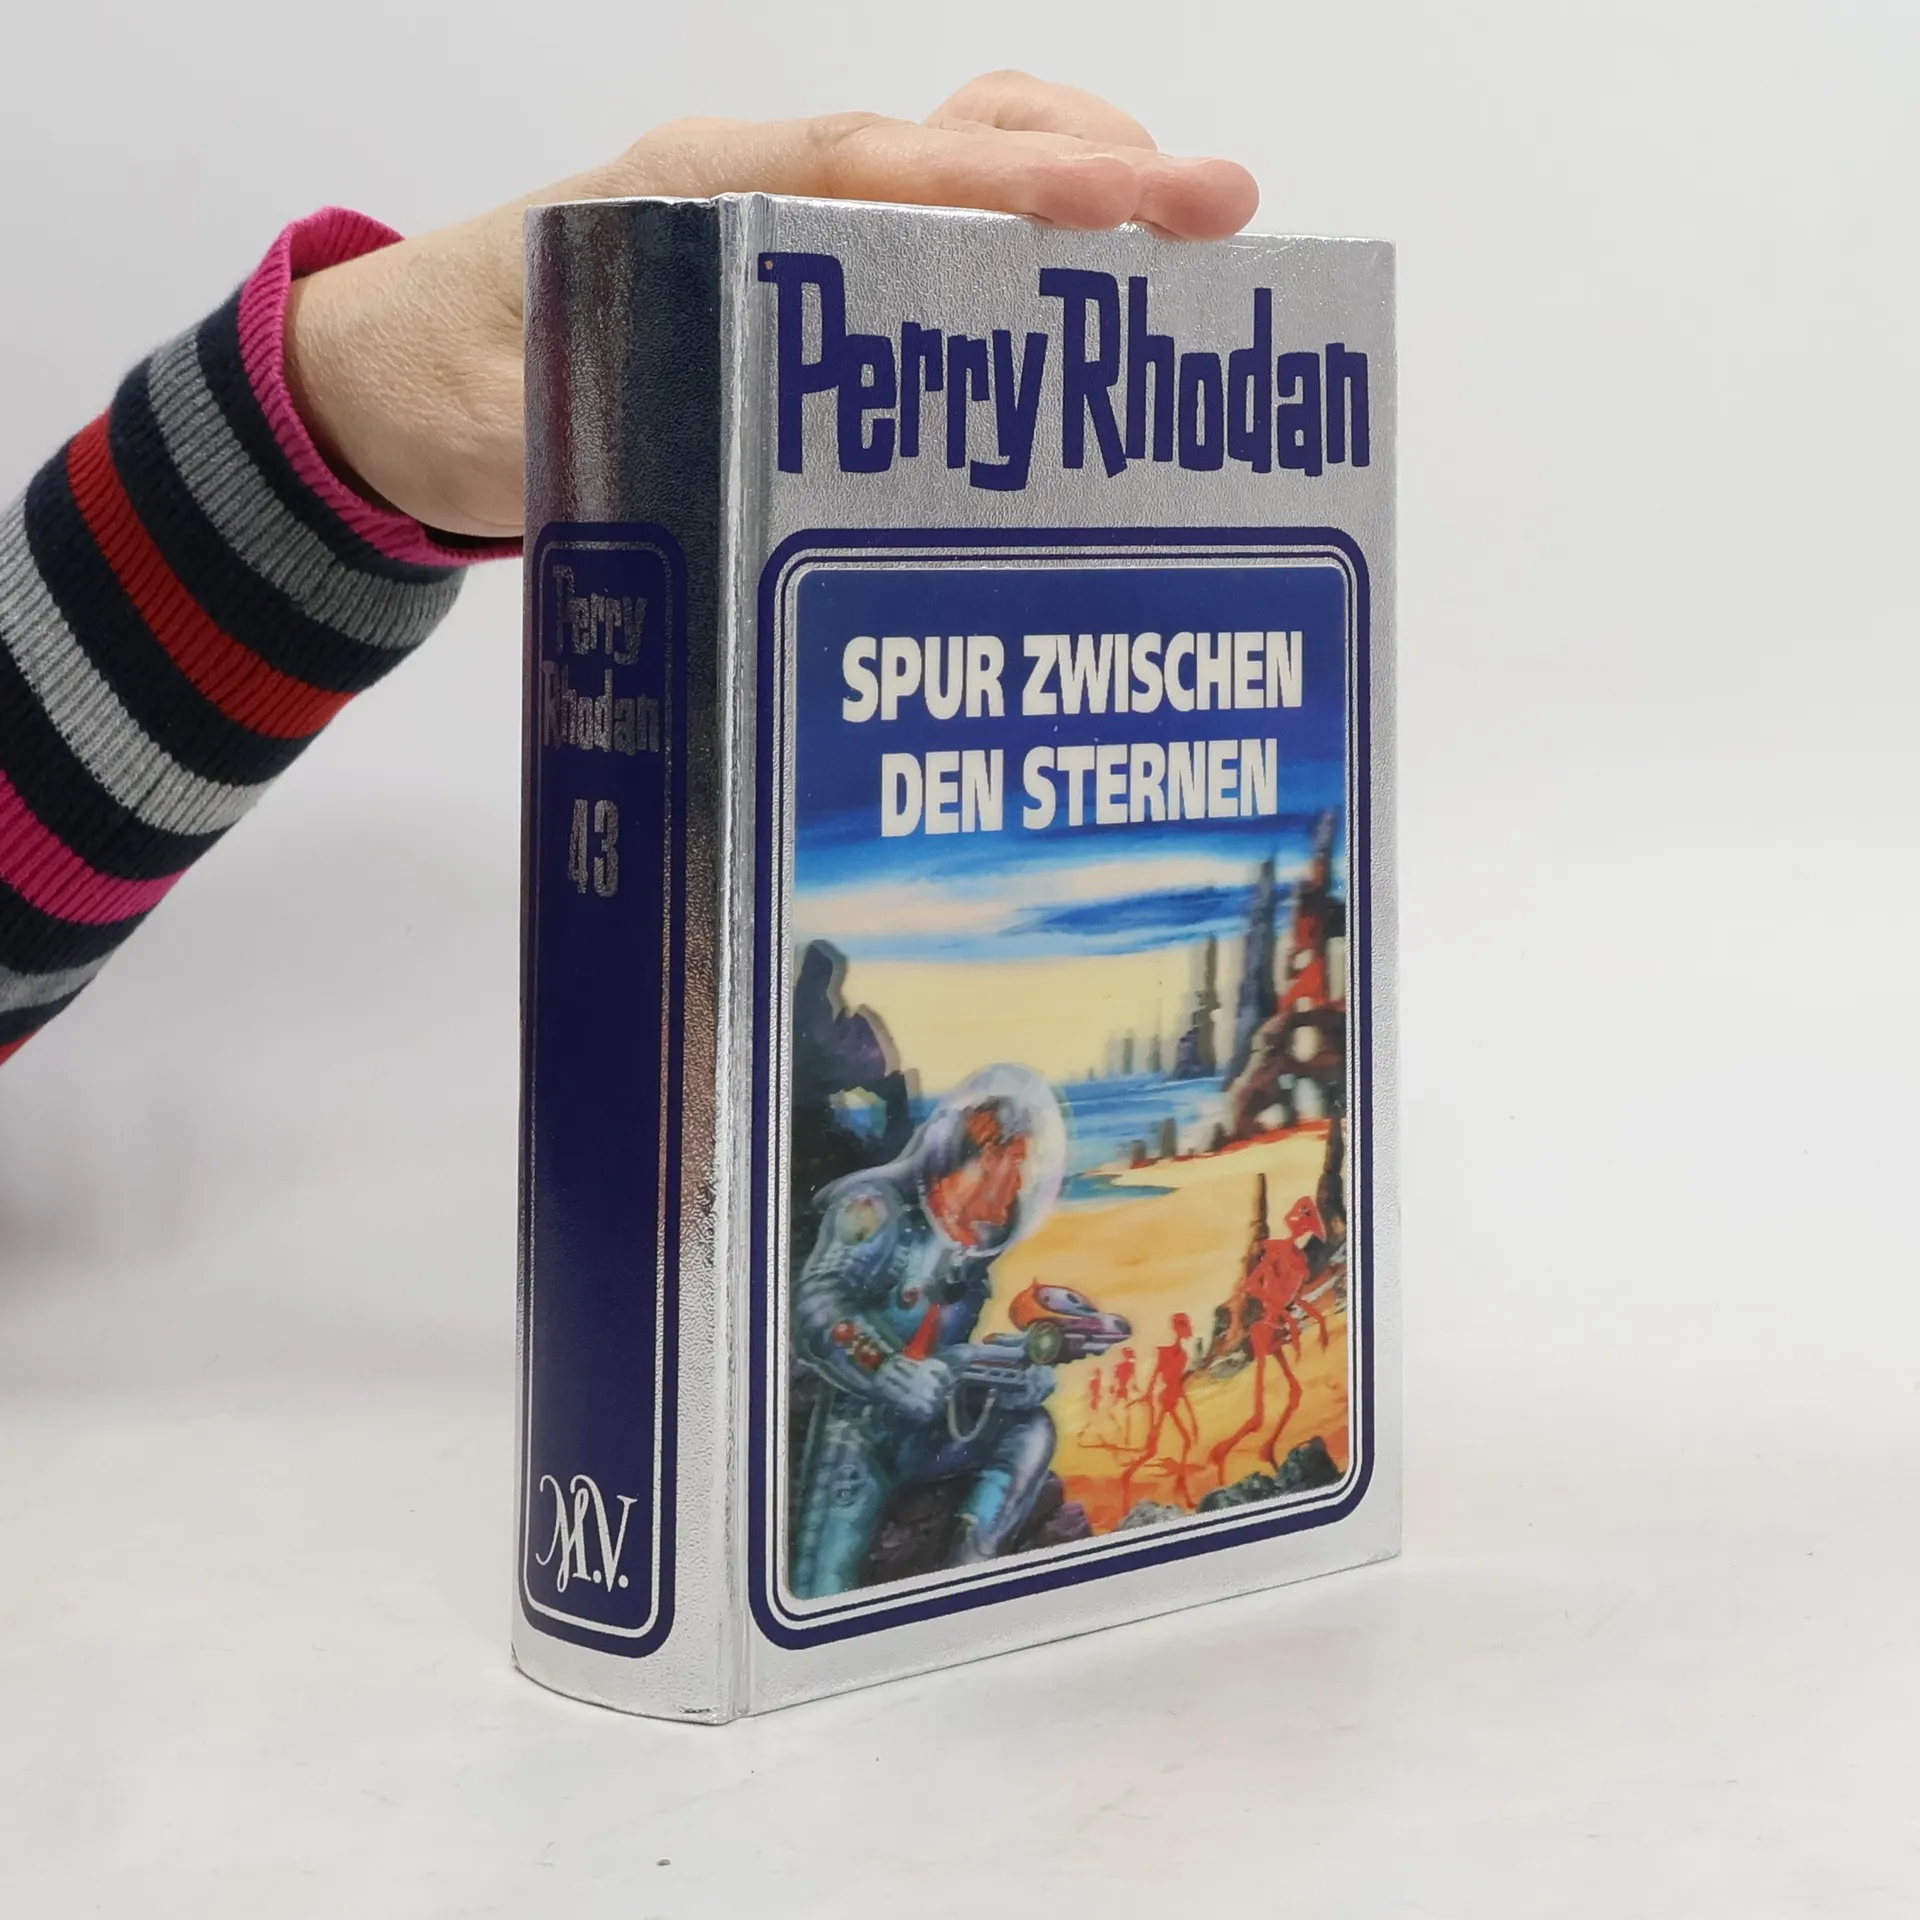 Perry Rhodan
SPUR ZWISCHEN
DEN STERNEN
Perry
Rhodan
43
M.V.